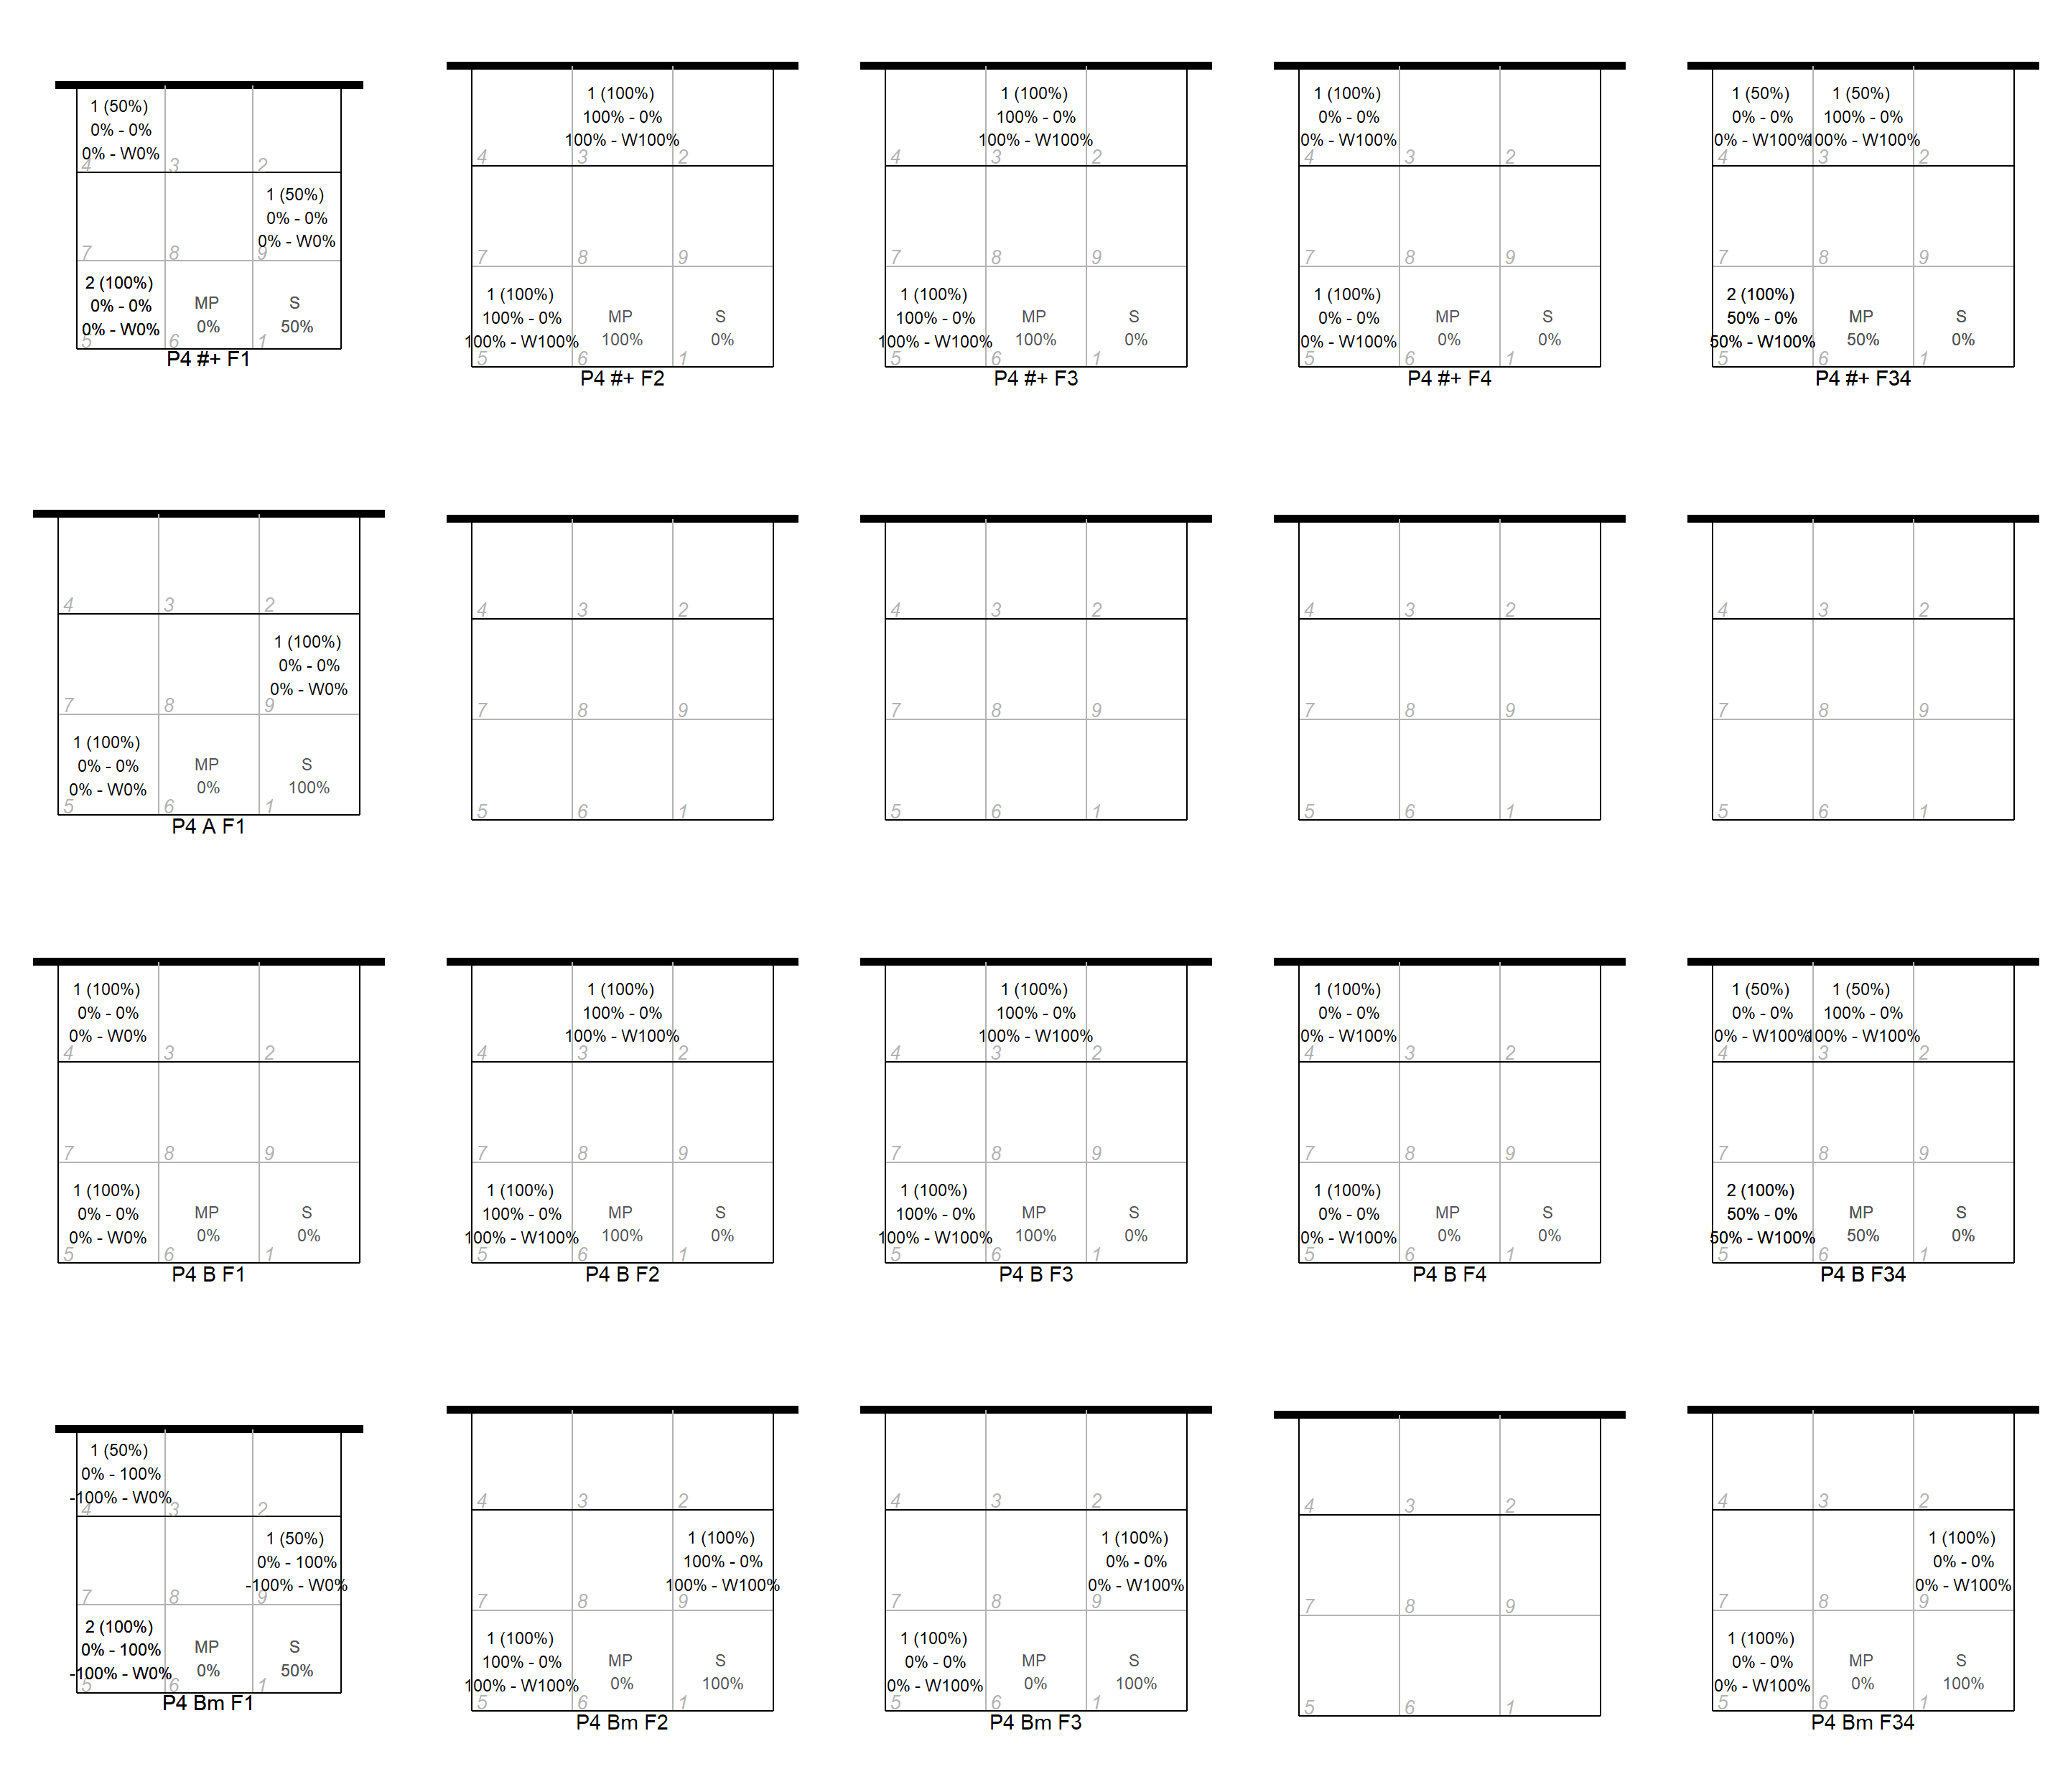 1 (50%)
0% - 0%
0% - W0%
4 3 2
1 (50%)
0% - 0%
0% - W0%
7 8 9
2 (100%)
0% - 0%
0% - W0%
MP
0%
S
50%
5 6 1
P4 #+ F1
1 (100%)
100% - 0%
100% - W100%
4 3 2
7 8 9
1 (100%)
100% - 0%
100% - W100%
MP
100%
S
0%
5 6 1
P4 #+ F2
1 (100%)
100% - 0%
100% - W100%
4 3 2
7 8 9
1 (100%)
100% - 0%
100% - W100%
MP
100%
S
0%
5 6 1
P4 #+ F3
1 (100%)
0% - 0%
0% - W100%
4 3 2
7 8 9
1 (100%)
0% - 0%
0% - W100%
MP
0%
S
0%
5 6 1
P4 #+ F4
1 (50%)
0% - 0%
0% - W100%
1 (50%)
100% - 0%
100% - W100%
4 3 2
7 8 9
2 (100%)
50% - 0%
50% - W100%
MP
50%
S
0%
5 6 1
P4 #+ F34
4 3 2
1 (100%)
0% - 0%
0% - W0%
7 8 9
1 (100%)
0% - 0%
0% - W0%
MP
0%
S
100%
5 6 1
P4 A F1
4 3 2
7 8 9
5 6 1
4 3 2
7 8 9
5 6 1
4 3 2
7 8 9
5 6 1
4 3 2
7 8 9
5 6 1
1 (100%)
0% - 0%
0% - W0%
4 3 2
7 8 9
1 (100%)
0% - 0%
0% - W0%
MP
0%
S
0%
5 6 1
P4 B F1
1 (100%)
100% - 0%
100% - W100%
4 3 2
7 8 9
1 (100%)
100% - 0%
100% - W100%
MP
100%
S
0%
5 6 1
P4 B F2
1 (100%)
100% - 0%
100% - W100%
4 3 2
7 8 9
1 (100%)
100% - 0%
100% - W100%
MP
100%
S
0%
5 6 1
P4 B F3
1 (100%)
0% - 0%
0% - W100%
4 3 2
7 8 9
1 (100%)
0% - 0%
0% - W100%
MP
0%
S
0%
5 6 1
P4 B F4
1 (50%)
0% - 0%
0% - W100%
1 (50%)
100% - 0%
100% - W100%
4 3 2
7 8 9
2 (100%)
50% - 0%
50% - W100%
MP
50%
S
0%
5 6 1
P4 B F34
1 (50%)
0% - 100%
-100% - W0%
4 3 2
1 (50%)
0% - 100%
-100% - W0%
7 8 9
2 (100%)
0% - 100%
-100% - W0%
MP
0%
S
50%
5 6 1
P4 Bm F1
4 3 2
1 (100%)
100% - 0%
100% - W100%
7 8 9
1 (100%)
100% - 0%
100% - W100%
MP
0%
S
100%
5 6 1
P4 Bm F2
4 3 2
1 (100%)
0% - 0%
0% - W100%
7 8 9
1 (100%)
0% - 0%
0% - W100%
MP
0%
S
100%
5 6 1
P4 Bm F3
4 3 2
7 8 9
5 6 1
4 3 2
1 (100%)
0% - 0%
0% - W100%
7 8 9
1 (100%)
0% - 0%
0% - W100%
MP
0%
S
100%
5 6 1
P4 Bm F34